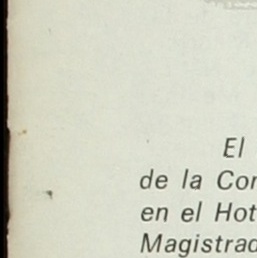 El
de la Cor
en el Hot
Magistrad